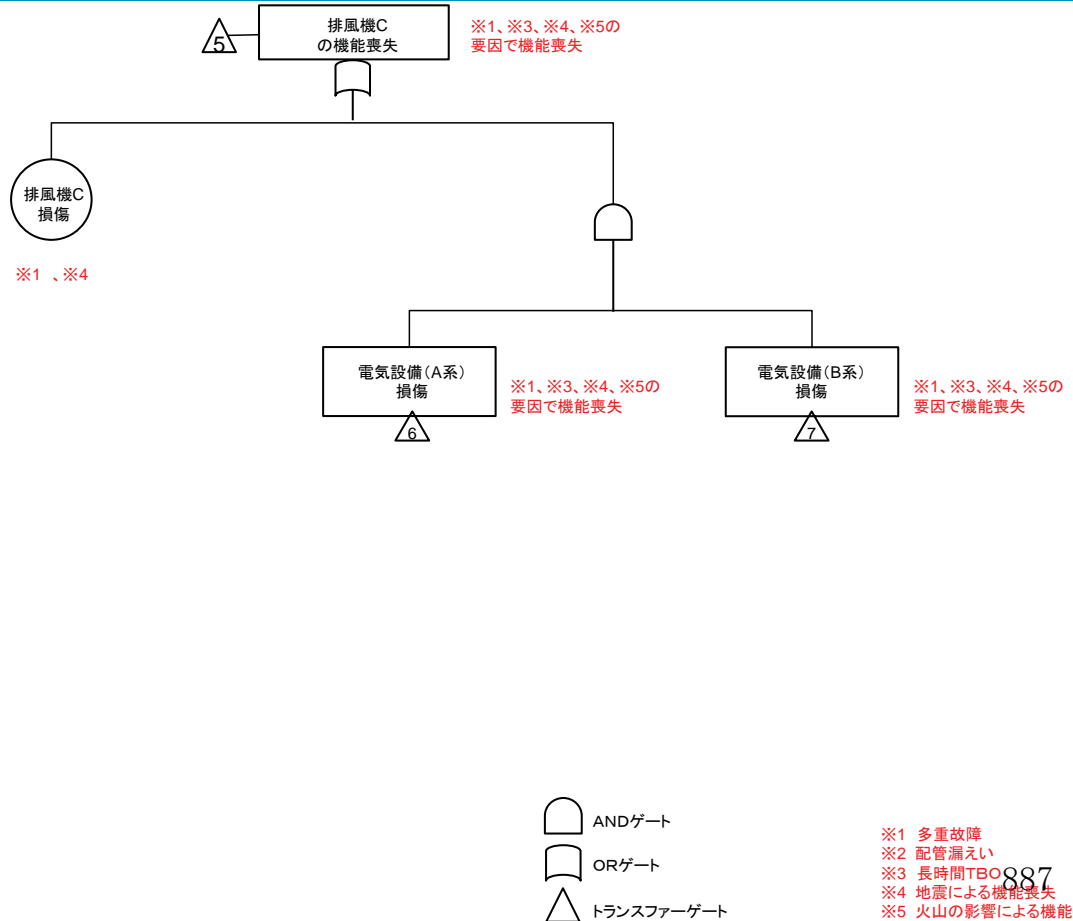 5
排風機C
の機能喪失
※1、※3、※4、※5の
要因で機能喪失
排風機C
損傷
※1 、※4
電気設備(A系)
損傷
※1、※3、※4、※5の
要因で機能喪失
6
電気設備(B系)
損傷
※1、※3、※4、※5の
要因で機能喪失
7
ANDゲート
ORゲート
トランスファーゲート
※1 多重故障
※2 配管漏えい
※3 長時間TBO
887
※4 地震による機能喪失
※5 火山の影響による機能